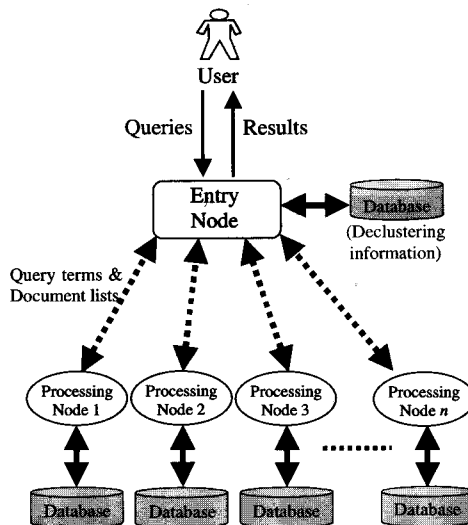 User
Queries
Results
Entry
Node
Database
(Declustering
information)
Query terms &
Document lists
Processing
Node 1
Processing
Node 2
Processing
Node 3
Processing
Node n
Database
Database
Database
Database